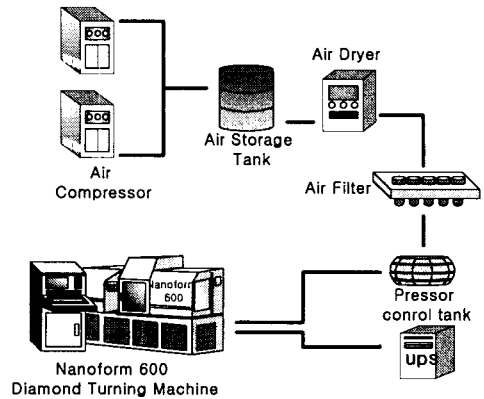 Air Dryer
Air Storage
Tank
Air
Compressor
Air Filter
Nanoform
600
Pressor
conrol tank
ups
Nanoform 600
Diamond Turning Machine